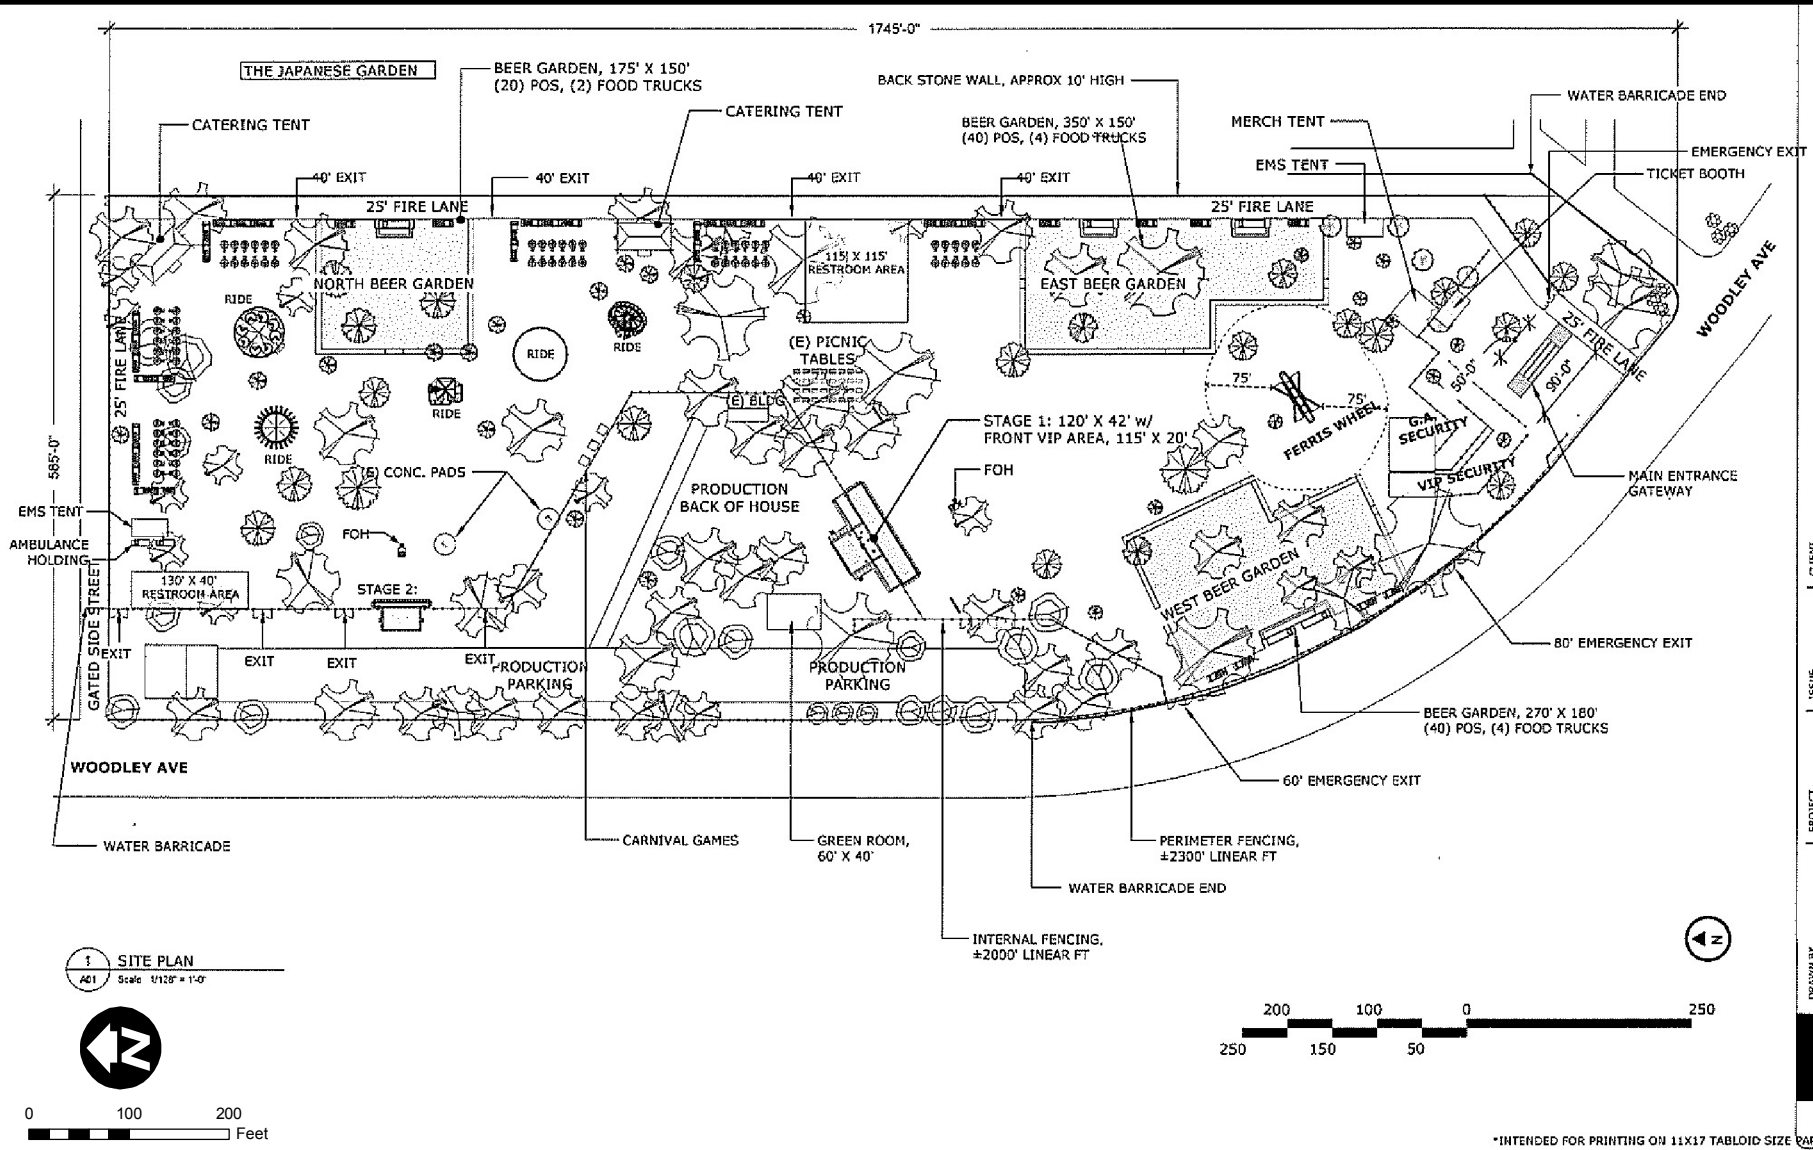 1745'-0"
THE JAPANESE GARDEN
BEER GARDEN, 175' X 150'
(20) POS, (2) FOOD TRUCKS
BACK STONE WALL, APPROX 10' HIGH
WATER BARRICADE END
CATERING TENT
CATERING TENT
BEER GARDEN, 350' X 150'
(40) POS, (4) FOOD TRUCKS
MERCH TENT
EMERGENCY EXIT
EMS TENT
TICKET BOOTH
40' EXIT
40' EXIT
40' EXIT
40' EXIT
25' FIRE LANE
25' FIRE LANE
115' X 115'
RESTROOM AREA
NORTH BEER GARDEN
EAST BEER GARDEN
WOODLEY AVE
RIDE
RIDE
RIDE
25' FIRE LANE
25' FIRE LANE
(E) PICNIC
TABLES
75'
75'
50'-0"
90'-0"
RIDE
(E) BLDG
FERRIS WHEEL
STAGE 1: 120' X 42' w/
FRONT VIP AREA, 115' X 20'
G.A.
SECURITY
585'-0"
RIDE
(E) CONC. PADS
FOH
VIP SECURITY
MAIN ENTRANCE
GATEWAY
PRODUCTION
BACK OF HOUSE
EMS TENT
FOH
AMBULANCE
HOLDING
130' X 40'
RESTROOM AREA
STAGE 2:
WEST BEER GARDEN
GATED SIDE STREET
80' EMERGENCY EXIT
EXIT
EXIT
EXIT
EXIT
PRODUCTION
PARKING
PRODUCTION
PARKING
BEER GARDEN, 270' X 180'
(40) POS, (4) FOOD TRUCKS
WOODLEY AVE
60' EMERGENCY EXIT
WATER BARRICADE
CARNIVAL GAMES
GREEN ROOM,
60' X 40'
PERIMETER FENCING,
±2300' LINEAR FT
WATER BARRICADE END
INTERNAL FENCING,
±2000' LINEAR FT
N
1
A01
SITE PLAN
Scale 1/128" = 1'-0"
N
200 100 0 250
250 150 50
0 100 200
Feet
ISSUE
PROJECT
DRAWN BY
*INTENDED FOR PRINTING ON 11X17 TABLOID SIZE